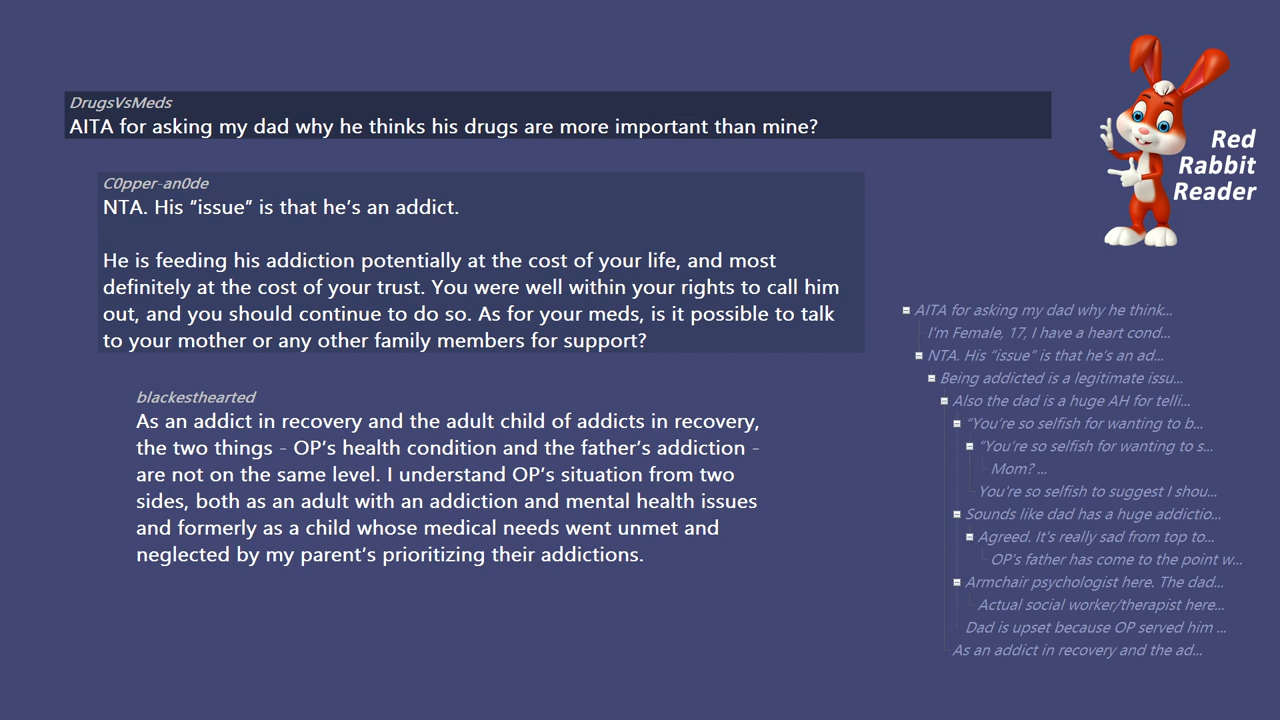 DrugsVsMeds
AITA for asking my dad why he thinks his drugs are more important than mine?
C0pper-an0de
NTA. His “issue” is that he’s an addict.
He is feeding his addiction potentially at the cost of your life, and most
definitely at the cost of your trust. You were well within your rights to call him
out, and you should continue to do so. As for your meds, is it possible to talk
to your mother or any other family members for support?
blackesthearted
As an addict in recovery and the adult child of addicts in recovery,
the two things - OP’s health condition and the father’s addiction -
are not on the same level. I understand OP’s situation from two
sides, both as an adult with an addiction and mental health issues
and formerly as a child whose medical needs went unmet and
neglected by my parent’s prioritizing their addictions.
Red
Rabbit
Reader
AITA for asking my dad why he think...
I'm Female, 17, I have a heart cond...
NTA. His “issue” is that he’s an ad...
Being addicted is a legitimate issu...
Also the dad is a huge AH for telli...
“You’re so selfish for wanting to b...
“You’re so selfish for wanting to s...
Mom? ...
You're so selfish to suggest I shou...
Sounds like dad has a huge addictio...
Agreed. It's really sad from top to...
OP’s father has come to the point w...
Armchair psychologist here. The dad...
Actual social worker/therapist here...
Dad is upset because OP served him ...
As an addict in recovery and the ad...